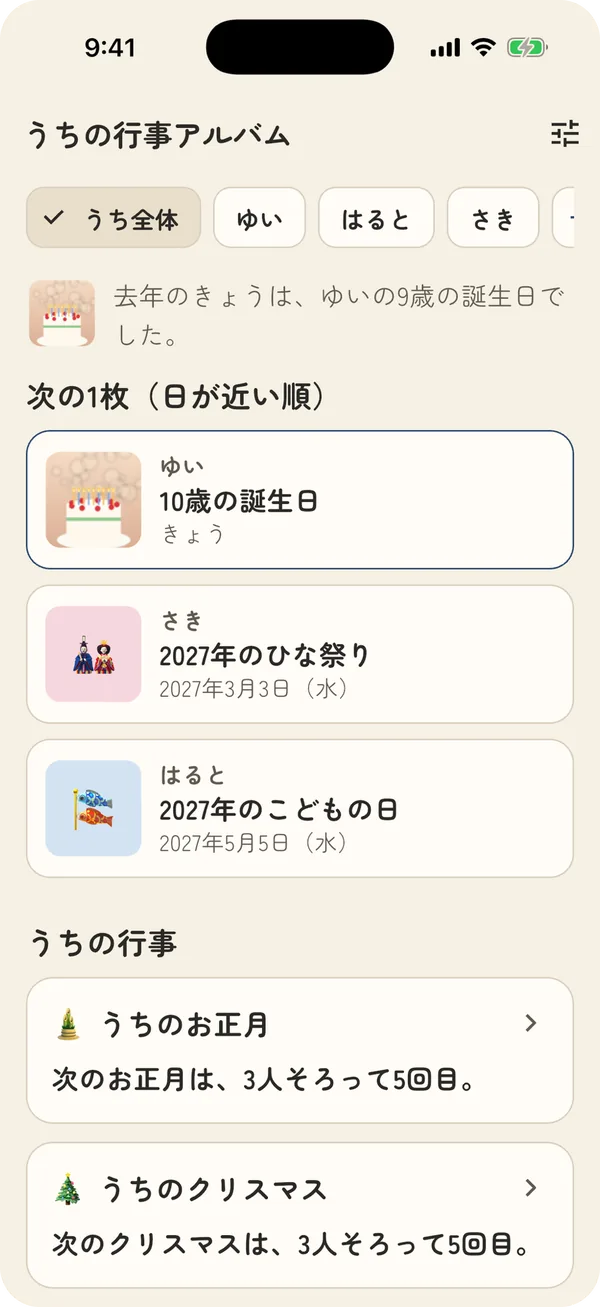 9:41
うちの行事アルバム
うち全体
ゆい
はると
さき
去年のきょうは、ゆいの9歳の誕生日で
した。
次の1枚（日が近い順）
ゆい
10歳の誕生日
きょう
さき
2027年のひな祭り
2027年3月3日（水）
はると
2027年のこどもの日
2027年5月5日（水）
うちの行事
うちのお正月
次のお正月は、3人そろって5回目。
うちのクリスマス
次のクリスマスは、3人そろって5回目。